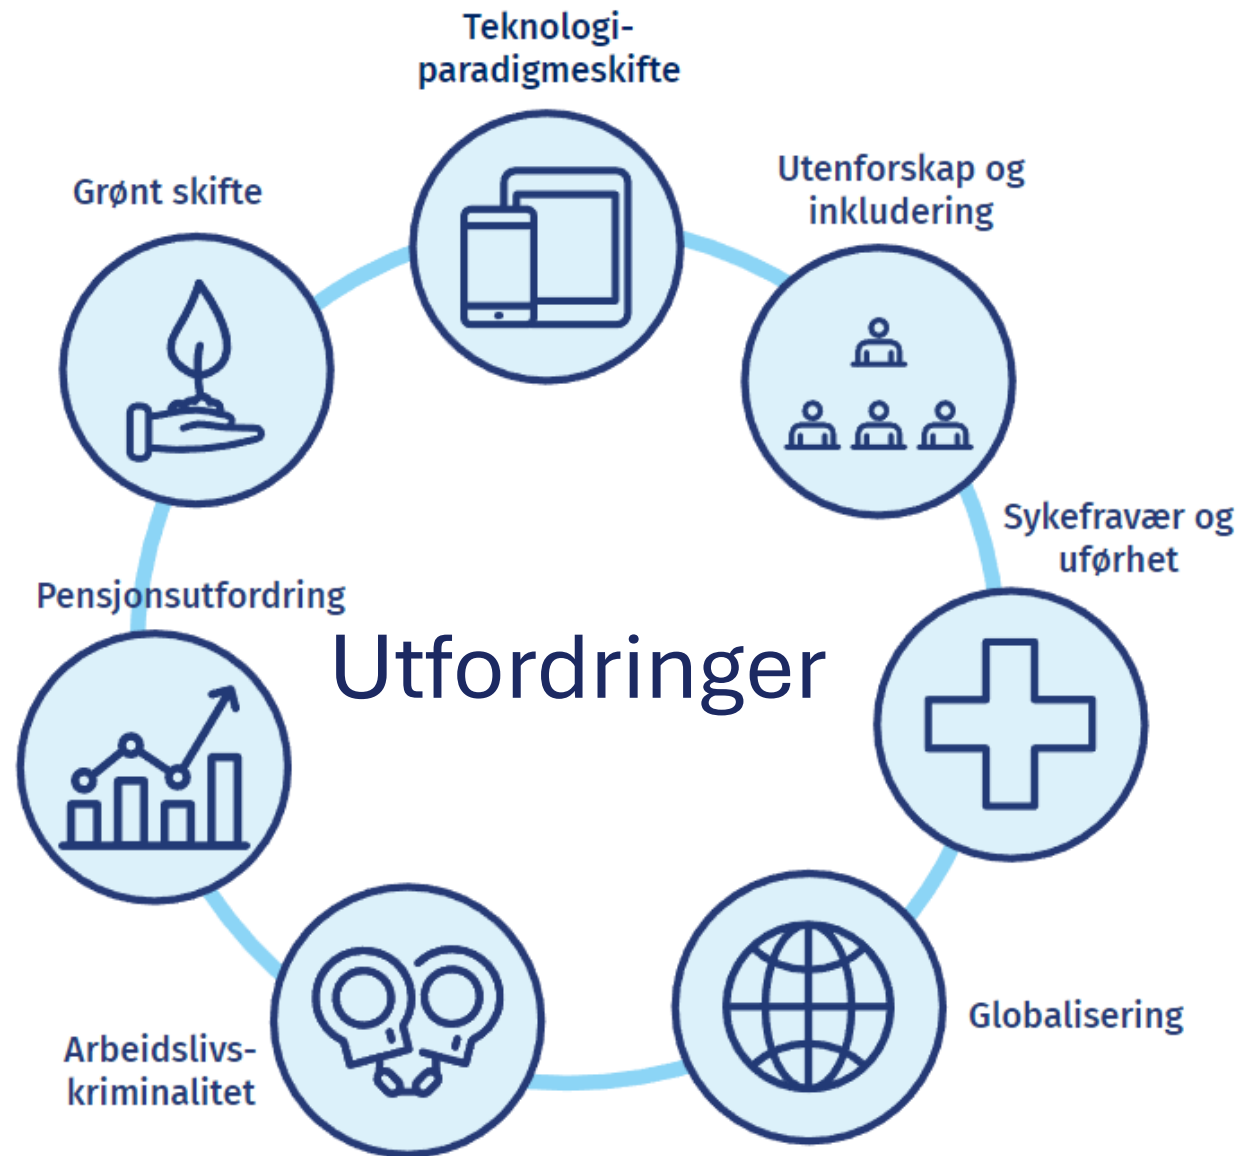 Teknologi-
paradigmeskifte
Utenforskap og
inkludering
Grønt skifte
Sykefravær og
uførhet
Pensjonsutfordring
Utfordringer
Globalisering
Arbeidslivs-
kriminalitet